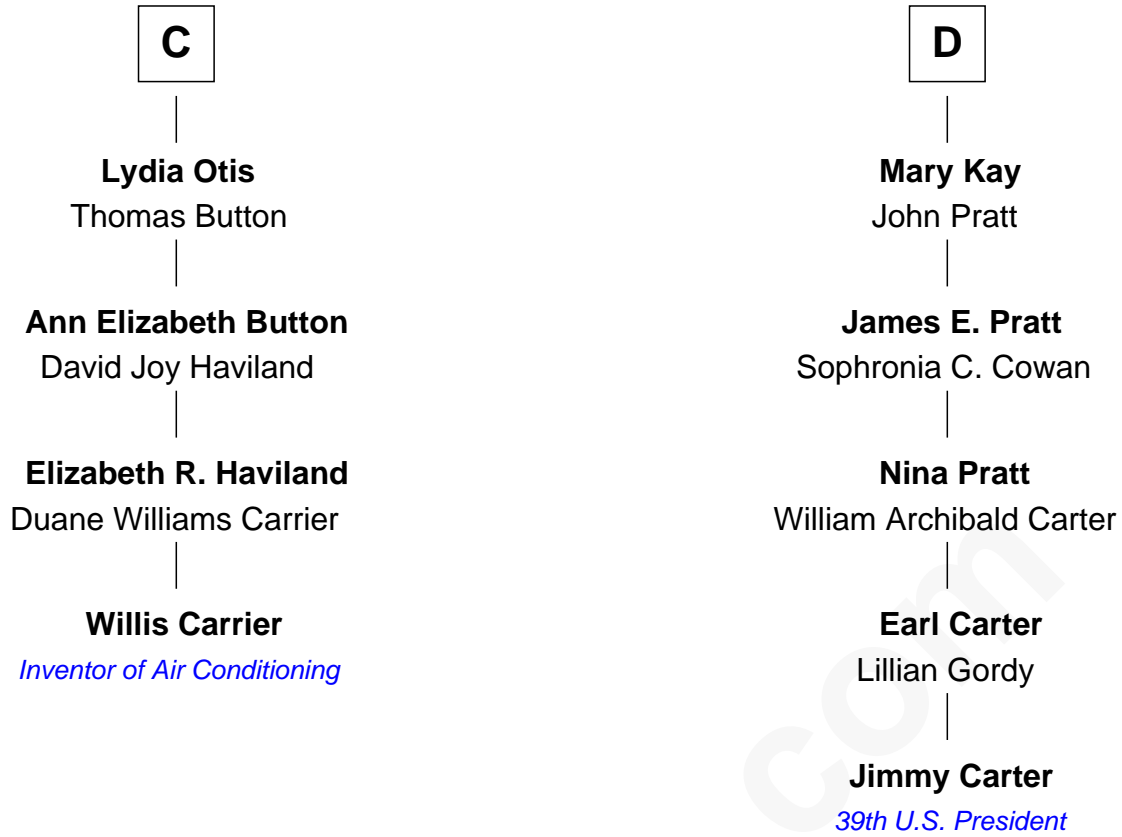 C
Lydia Otis
Thomas Button
Ann Elizabeth Button
David Joy Haviland
Elizabeth R. Haviland
Duane Williams Carrier
Willis Carrier
Inventor of Air Conditioning
D
Mary Kay
John Pratt
James E. Pratt
Sophronia C. Cowan
Nina Pratt
William Archibald Carter
Earl Carter
Lillian Gordy
Jimmy Carter
39th U.S. President
com